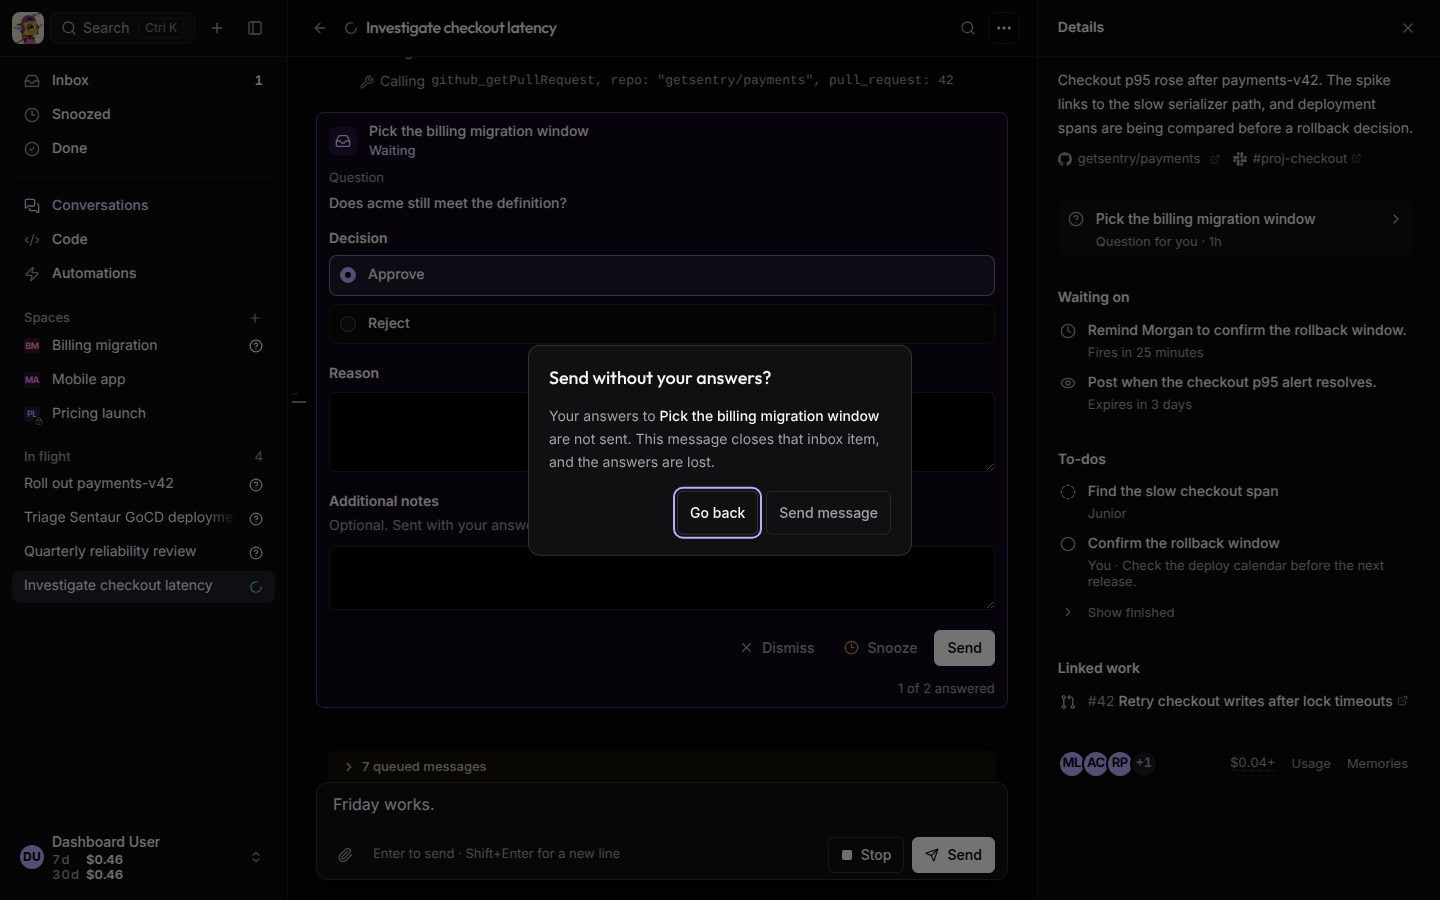 Search Ctrl K
Inbox 1
Snoozed
Done
Conversations
Code
Automations
Spaces
BM Billing migration
MA Mobile app
PL Pricing launch
In flight 4
Roll out payments-v42
Triage Sentaur GoCD deployme
Quarterly reliability review
Investigate checkout latency
DU Dashboard User
7d $0.46
30d $0.46
Investigate checkout latency
Calling github_getPullRequest, repo: "getsentry/payments", pull_request: 42
Pick the billing migration window
Waiting
Question
Does acme still meet the definition?
Decision
Approve
Reject
Reason
Additional notes
Optional. Sent with your answe
Dismiss Snooze Send
1 of 2 answered
Send without your answers?
Your answers to Pick the billing migration window
are not sent. This message closes that inbox item,
and the answers are lost.
Go back Send message
7 queued messages
Friday works.
Enter to send · Shift+Enter for a new line
Stop Send
Details
Checkout p95 rose after payments-v42. The spike
links to the slow serializer path, and deployment
spans are being compared before a rollback decision.
getsentry/payments #proj-checkout
Pick the billing migration window
Question for you · 1h
Waiting on
Remind Morgan to confirm the rollback window.
Fires in 25 minutes
Post when the checkout p95 alert resolves.
Expires in 3 days
To-dos
Find the slow checkout span
Junior
Confirm the rollback window
You · Check the deploy calendar before the next
release.
Show finished
Linked work
#42 Retry checkout writes after lock timeouts
ML AC RP +1 $0.04+ Usage Memories